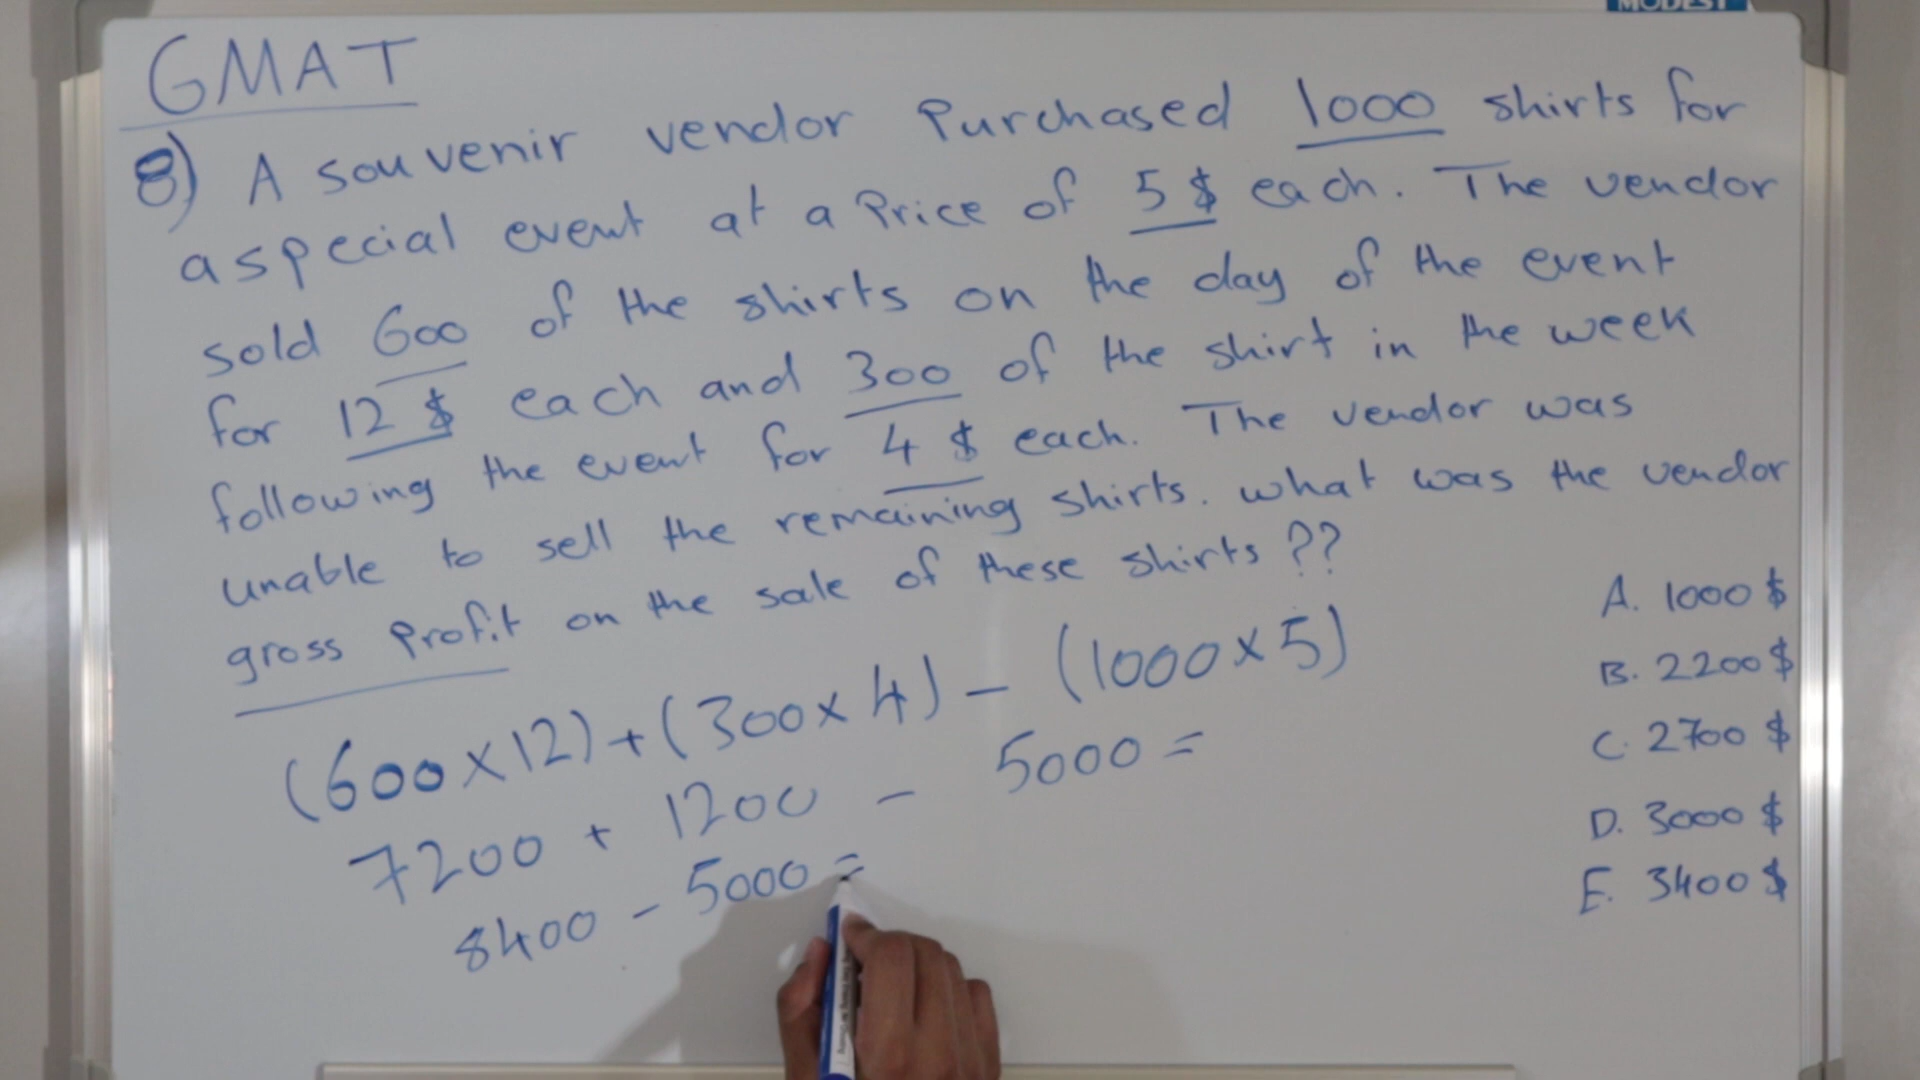 MODEST
GMAT
8) A souvenir vendor Purchased 1000 shirts for
a special event at a Price of 5 $ each. The vendor
sold 600 of the shirts on the day of the event
for 12 $ each and 300 of the shirt in the week
following the event for 4 $ each. The vendor was
unable to sell the remaining shirts. what was the vendor
gross Profit on the sale of these shirts ??
(600 x 12) + (300 x 4) - (1000 x 5)
7200 + 1200 - 5000 =
8400 - 5000 =
A. 1000 $
B. 2200 $
C. 2700 $
D. 3000 $
E. 3400 $